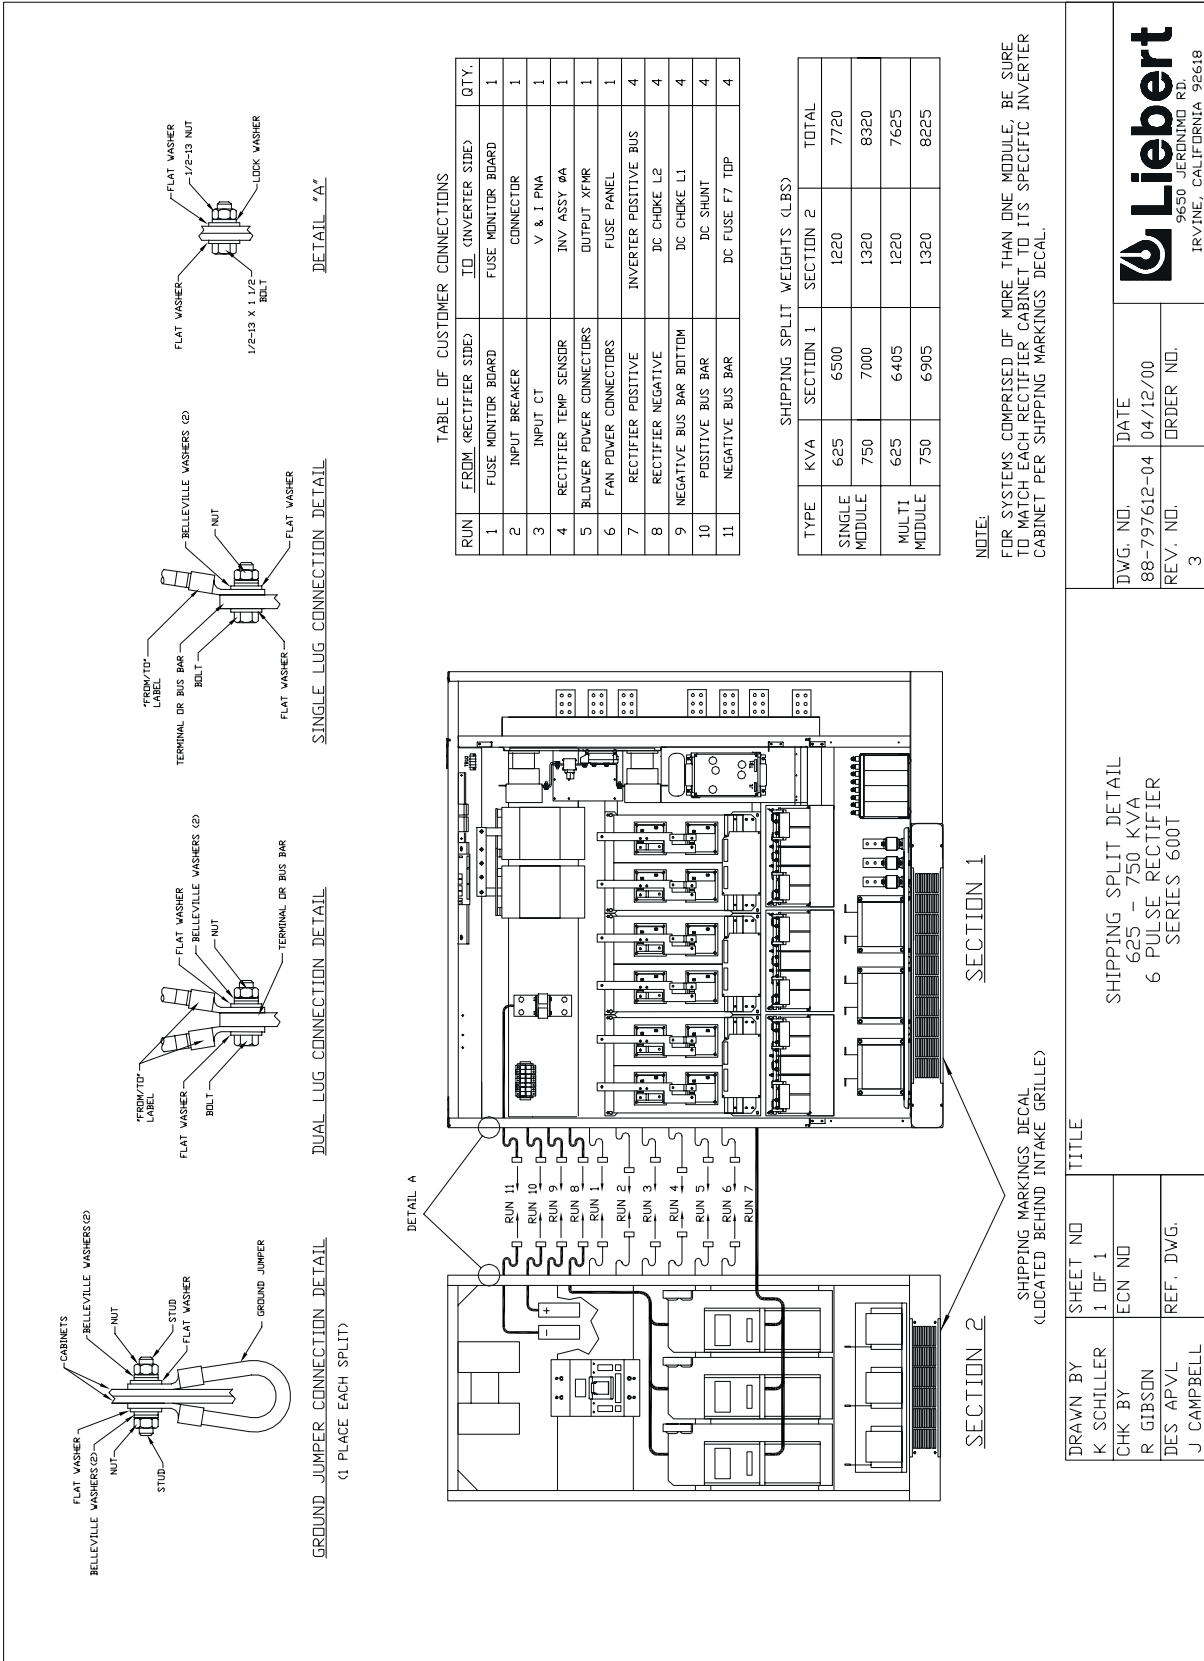 CABINETS
FLAT WASHER
BELLEVILLE WASHERS(2)
BELLEVILLE WASHERS(2)
NUT
NUT
STUD
STUD
FLAT WASHER
GROUND JUMPER
GROUND JUMPER CONNECTION DETAIL
(1 PLACE EACH SPLIT)
"FROM/TO"
LABEL
FLAT WASHER
BELLEVILLE WASHERS (2)
NUT
FLAT WASHER
BOLT
TERMINAL OR BUS BAR
DUAL LUG CONNECTION DETAIL
"FROM/TO"
LABEL
BELLEVILLE WASHERS (2)
TERMINAL OR BUS BAR
NUT
BOLT
FLAT WASHER
FLAT WASHER
SINGLE LUG CONNECTION DETAIL
FLAT WASHER
FLAT WASHER
1/2-13 NUT
1/2-13 X 1 1/2
BOLT
LOCK WASHER
DETAIL "A"
DETAIL A
RUN 11
RUN 10
RUN 9
RUN 8
RUN 1
RUN 2
RUN 3
RUN 4
RUN 5
RUN 6
RUN 7
+
-
SECTION 2
SECTION 1
SHIPPING MARKINGS DECAL
(LOCATED BEHIND INTAKE GRILLE)
TABLE OF CUSTOMER CONNECTIONS
RUN FROM (RECTIFIER SIDE) TO (INVERTER SIDE) QTY.
1 FUSE MONITOR BOARD FUSE MONITOR BOARD 1
2 INPUT BREAKER CONNECTOR 1
3 INPUT CT V & I PNA 1
4 RECTIFIER TEMP SENSOR INV ASSY ØA 1
5 BLOWER POWER CONNECTORS OUTPUT XFMR 1
6 FAN POWER CONNECTORS FUSE PANEL 1
7 RECTIFIER POSITIVE INVERTER POSITIVE BUS 4
8 RECTIFIER NEGATIVE DC CHOKE L2 4
9 NEGATIVE BUS BAR BOTTOM DC CHOKE L1 4
10 POSITIVE BUS BAR DC SHUNT 4
11 NEGATIVE BUS BAR DC FUSE F7 TOP 4
SHIPPING SPLIT WEIGHTS (LBS)
TYPE KVA SECTION 1 SECTION 2 TOTAL
SINGLE MODULE 625 6500 1220 7720
750 7000 1320 8320
MULTI MODULE 625 6405 1220 7625
750 6905 1320 8225
NOTE:
FOR SYSTEMS COMPRISED OF MORE THAN ONE MODULE, BE SURE
TO MATCH EACH RECTIFIER CABINET TO ITS SPECIFIC INVERTER
CABINET PER SHIPPING MARKINGS DECAL.
DRAWN BY
K SCHILLER
CHK BY
R GIBSON
DES APVL
J CAMPBELL
SHEET NO
1 OF 1
ECN NO
REF. DWG.
TITLE
SHIPPING SPLIT DETAIL
625 - 750 KVA
6 PULSE RECTIFIER
SERIES 600T
DWG. NO.
88-797612-04
REV. NO.
3
DATE
04/12/00
ORDER NO.
Liebert
9650 JERONIMO RD.
IRVINE, CALIFORNIA 92618